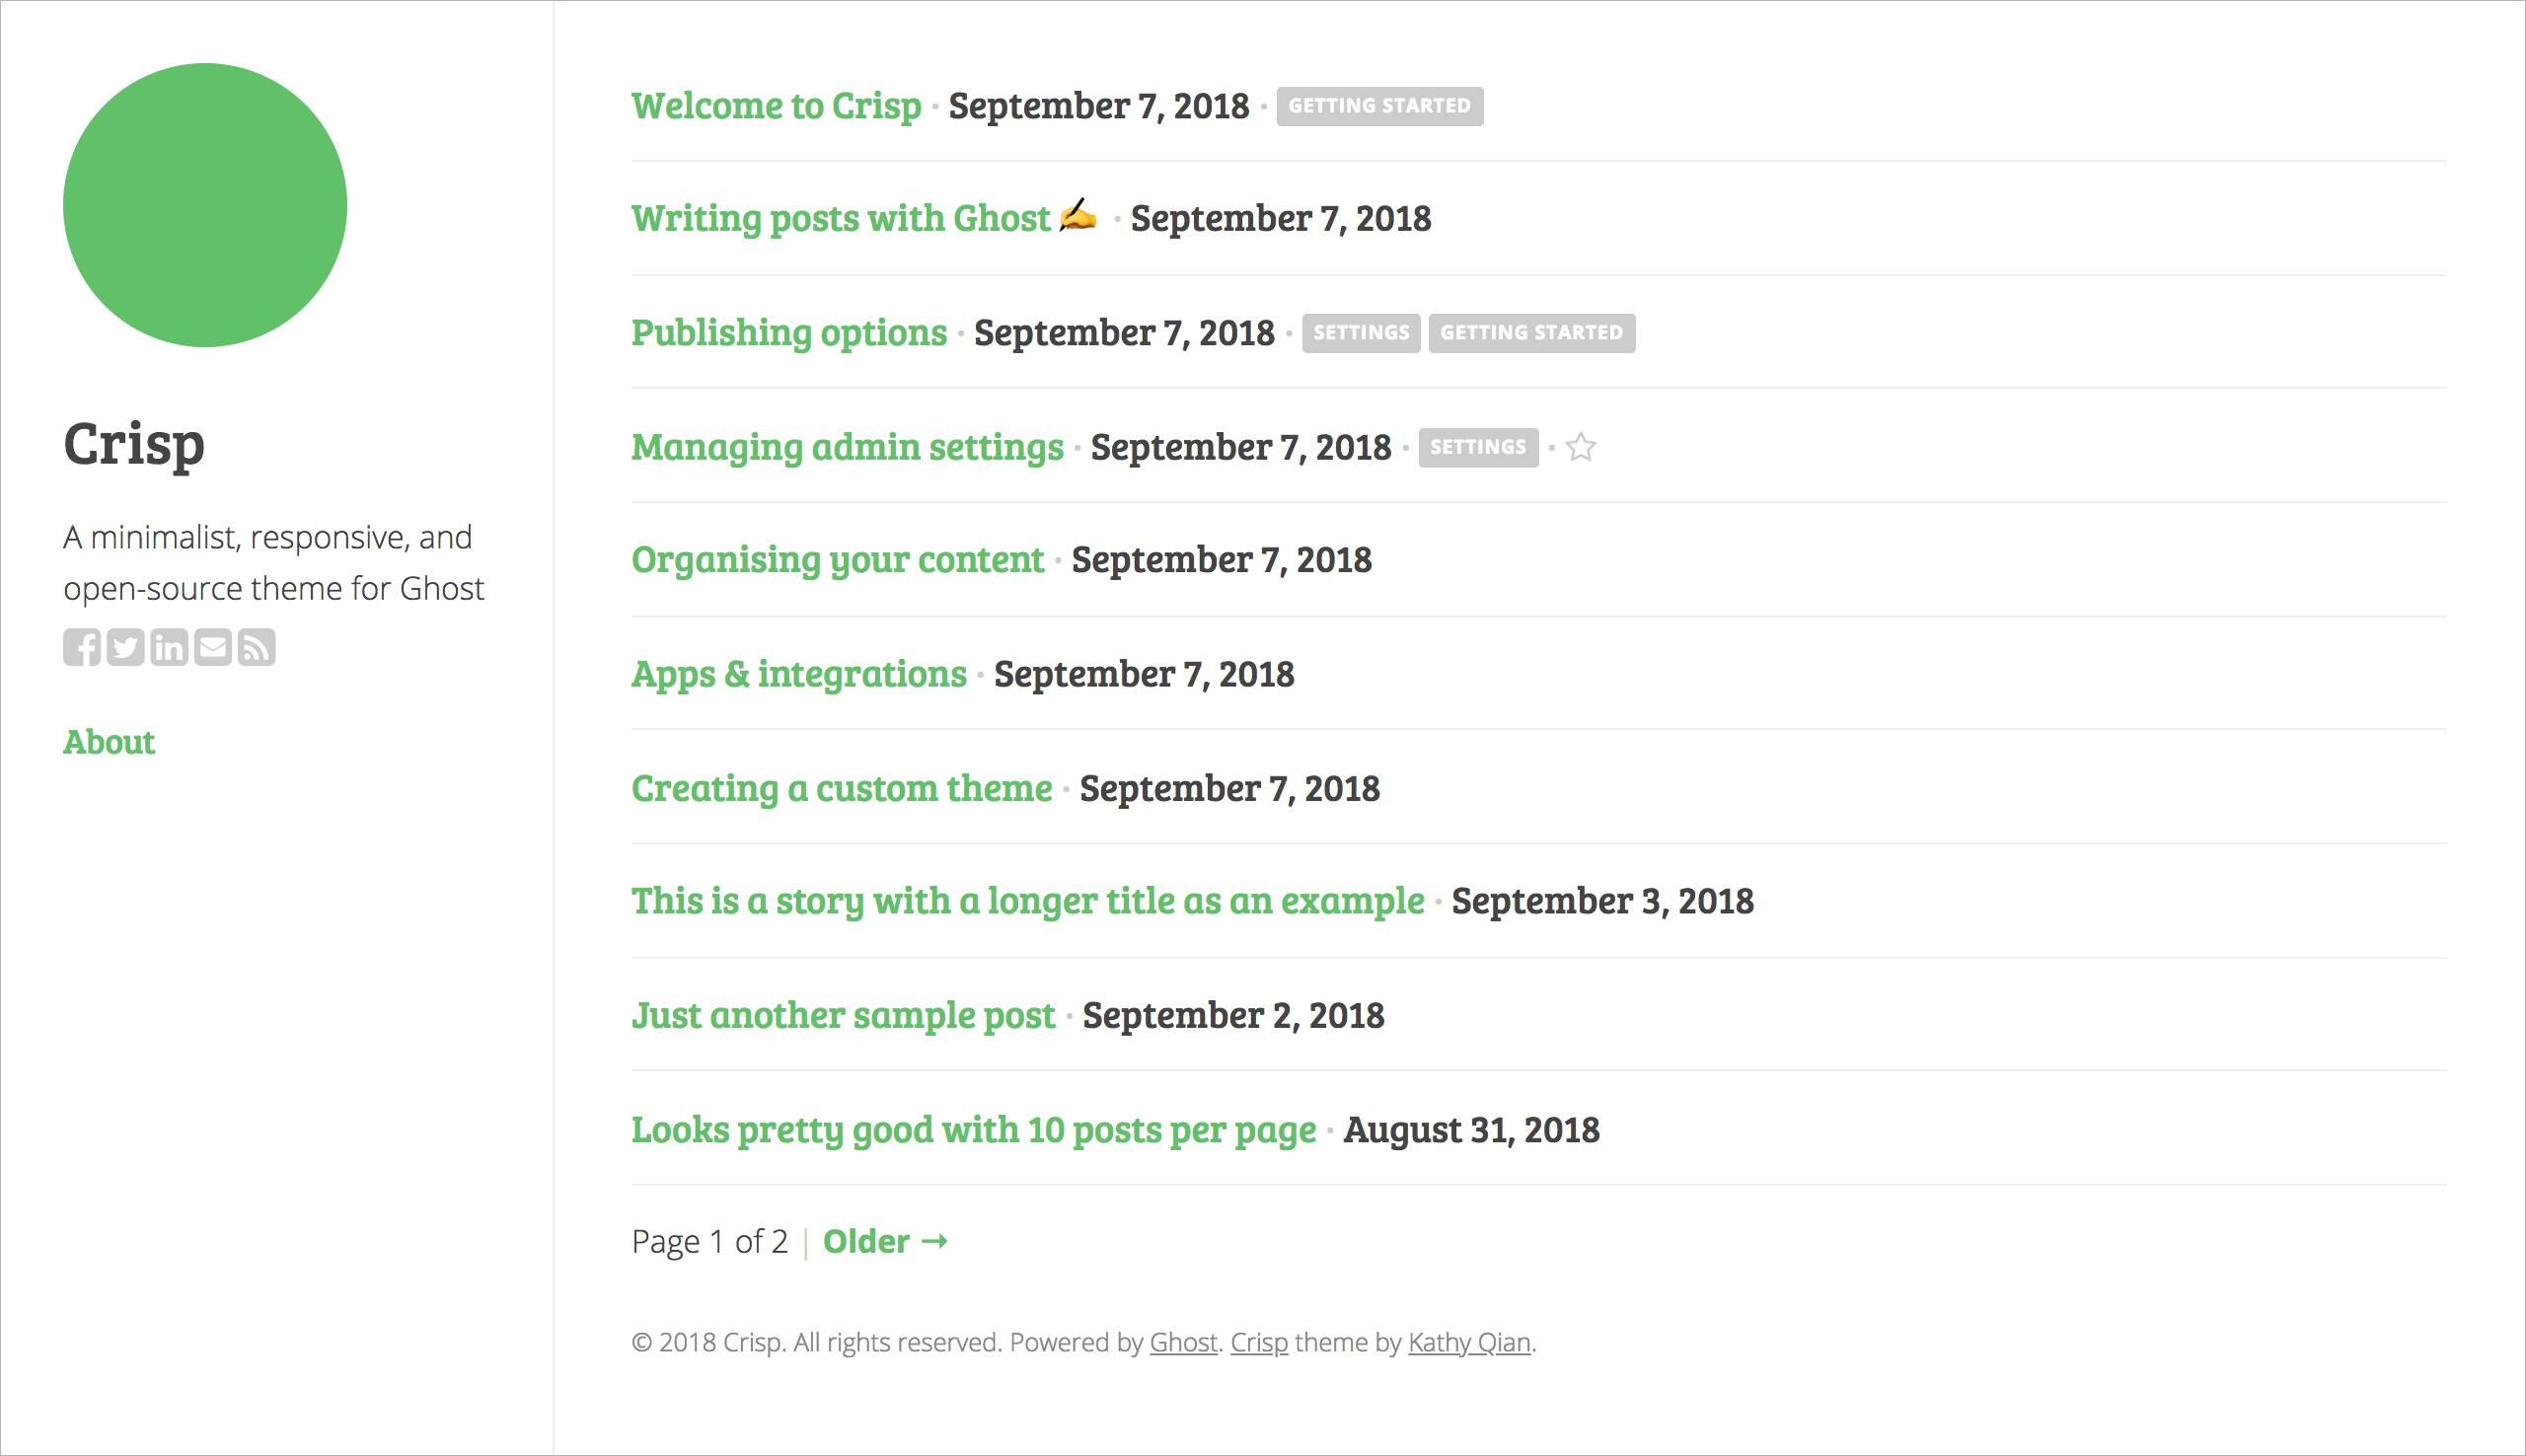 Crisp
A minimalist, responsive, and
open-source theme for Ghost
About
Welcome to Crisp · September 7, 2018 · GETTING STARTED
Writing posts with Ghost ✍️ · September 7, 2018
Publishing options · September 7, 2018 · SETTINGS GETTING STARTED
Managing admin settings · September 7, 2018 · SETTINGS · ☆
Organising your content · September 7, 2018
Apps & integrations · September 7, 2018
Creating a custom theme · September 7, 2018
This is a story with a longer title as an example · September 3, 2018
Just another sample post · September 2, 2018
Looks pretty good with 10 posts per page · August 31, 2018
Page 1 of 2 | Older →
© 2018 Crisp. All rights reserved. Powered by Ghost. Crisp theme by Kathy Qian.